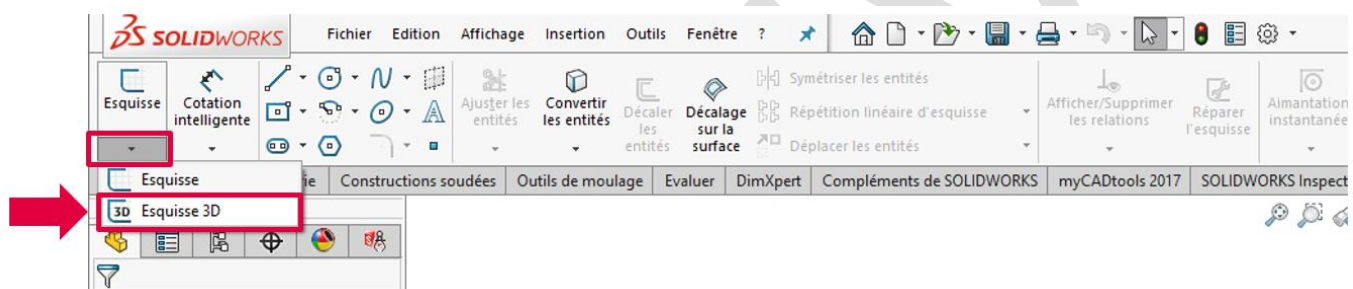 SOLIDWORKS Fichier Edition Affichage Insertion Outils Fenêtre ?
Esquisse
Cotation
intelligente
Ajuster les
entités
Convertir
les entités
Décaler
les
entités
Décalage
sur la
surface
Symétriser les entités
Répétition linéaire d'esquisse
Déplacer les entités
Afficher/Supprimer
les relations
Réparer
l'esquisse
Aimantation
instantanée
Esquisse
3D Esquisse 3D
ie Constructions soudées Outils de moulage Evaluer DimXpert Compléments de SOLIDWORKS myCADtools 2017 SOLIDWORKS Inspect